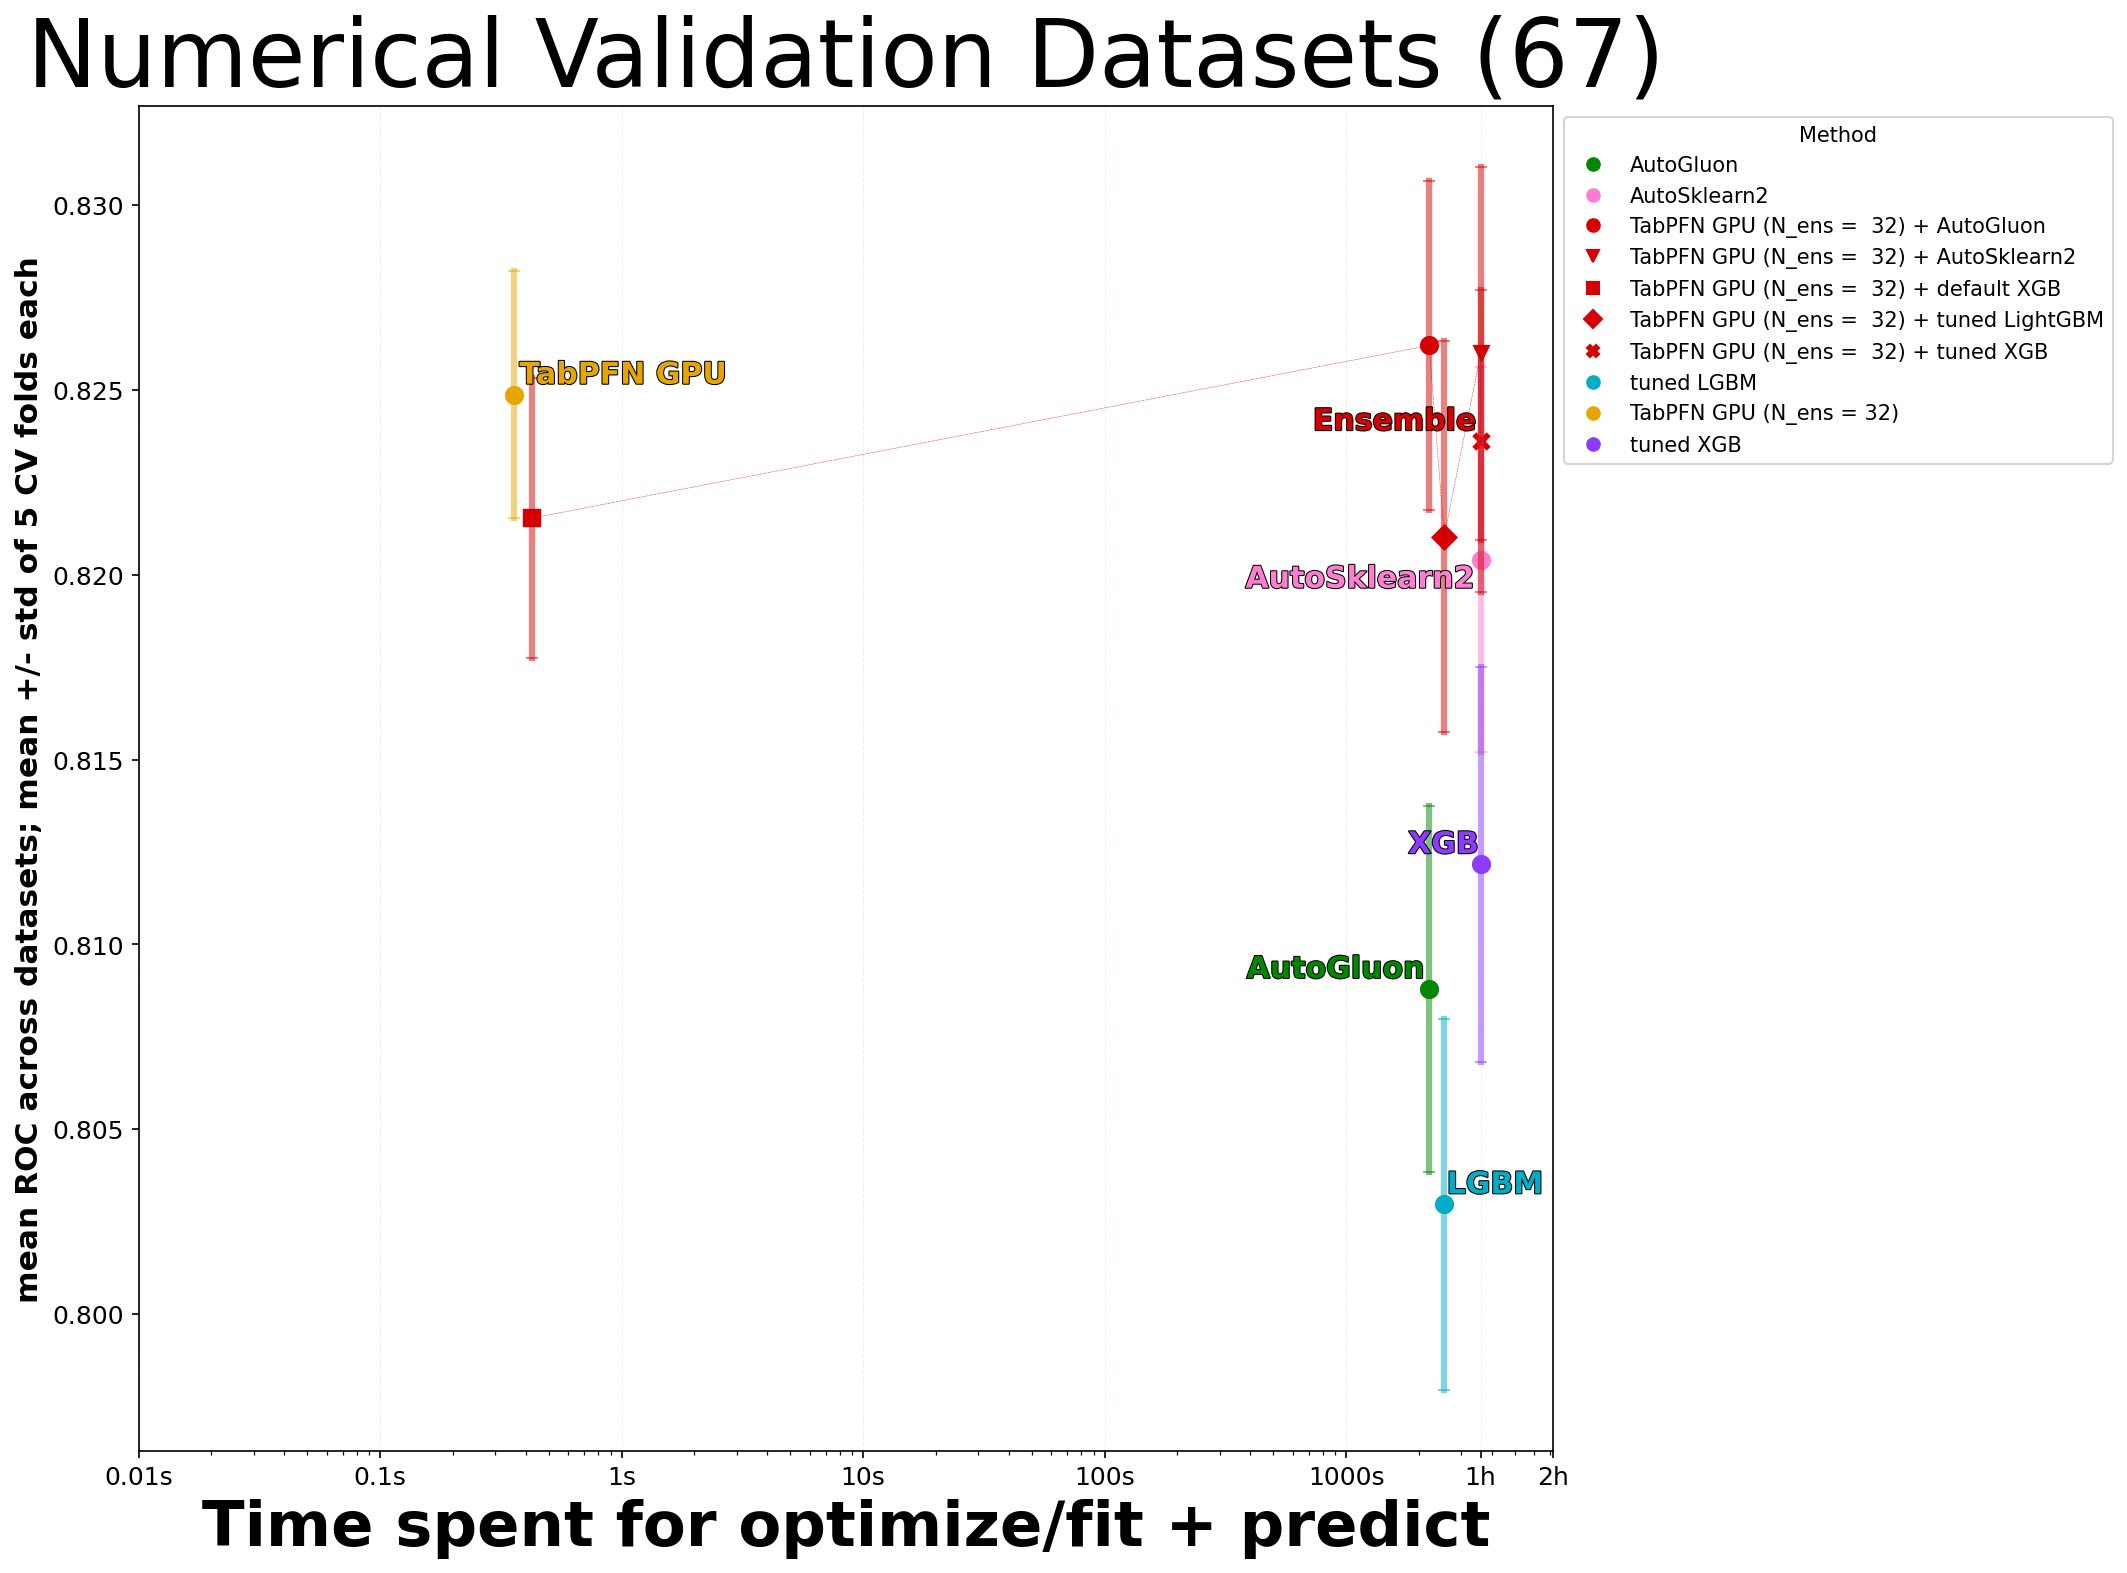 Numerical Validation Datasets (67)
mean ROC across datasets; mean +/- std of 5 CV folds each
0.830
0.825
0.820
0.815
0.810
0.805
0.800
TabPFN GPU
Ensemble
AutoSklearn2
XGB
AutoGluon
LGBM
0.01s
0.1s
1s
10s
100s
1000s
1h
2h
Time spent for optimize/fit + predict
Method
AutoGluon
AutoSklearn2
TabPFN GPU (N_ens =  32) + AutoGluon
TabPFN GPU (N_ens =  32) + AutoSklearn2
TabPFN GPU (N_ens =  32) + default XGB
TabPFN GPU (N_ens =  32) + tuned LightGBM
TabPFN GPU (N_ens =  32) + tuned XGB
tuned LGBM
TabPFN GPU (N_ens = 32)
tuned XGB